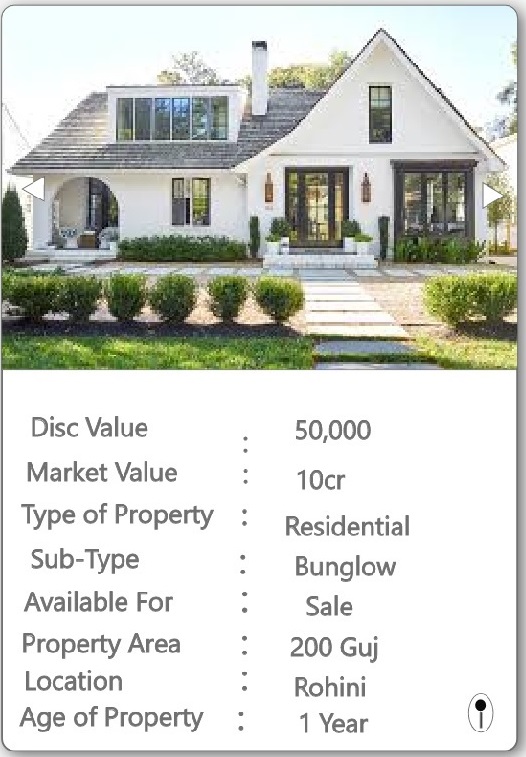 Disc Value : 50,000
Market Value : 10cr
Type of Property : Residential
Sub-Type : Bunglow
Available For : Sale
Property Area : 200 Guj
Location : Rohini
Age of Property : 1 Year